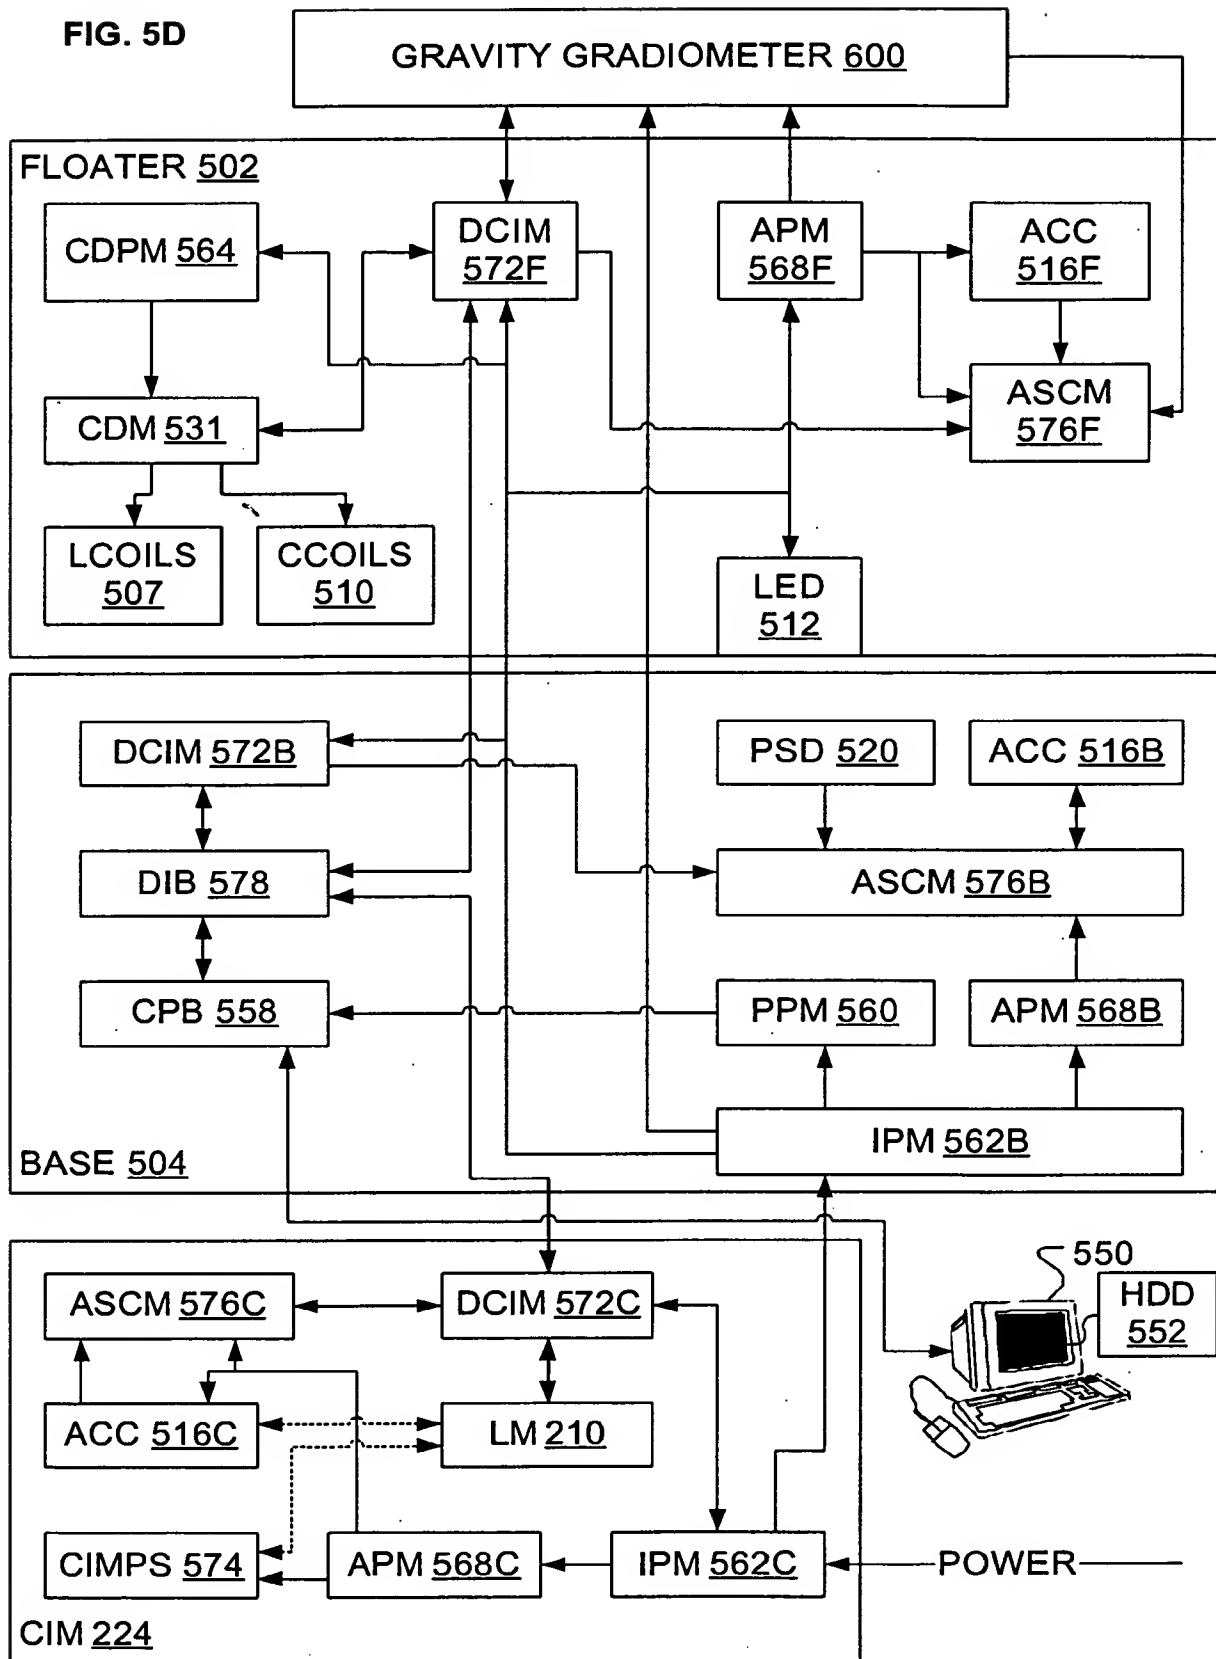 FIG. 5D
GRAVITY GRADIOMETER 600
FLOATER 502
CDPM 564
DCIM
572F
APM
568F
ACC
516F
CDM 531
ASCM
576F
LCOILS
507
CCOILS
510
LED
512
DCIM 572B
PSD 520
ACC 516B
DIB 578
ASCM 576B
CPB 558
PPM 560
APM 568B
IPM 562B
BASE 504
ASCM 576C
DCIM 572C
550
HDD
552
ACC 516C
LM 210
CIMPS 574
APM 568C
IPM 562C
POWER
CIM 224